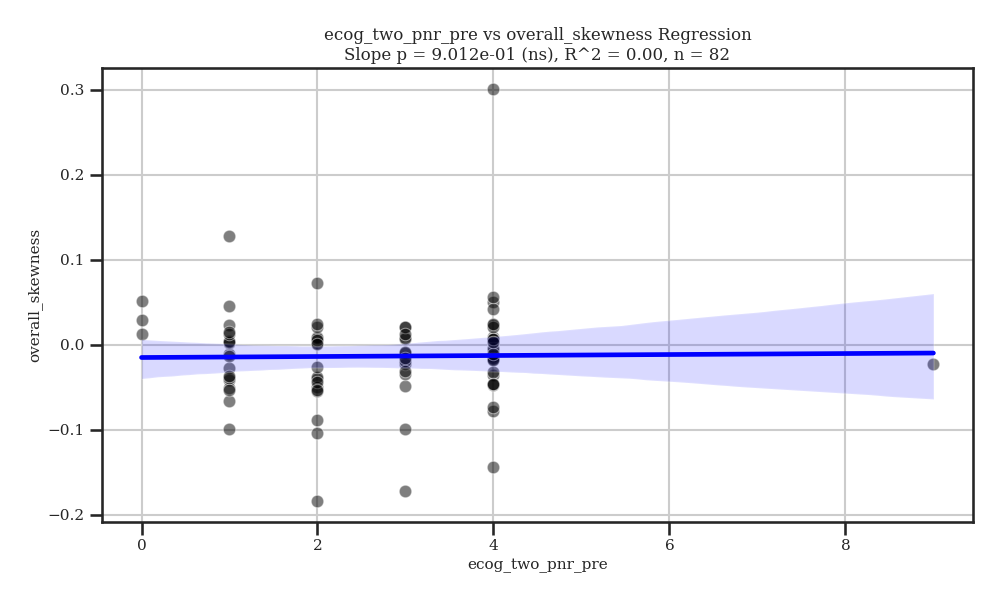 ecog_two_pnr_pre vs overall_skewness Regression
Slope p = 9.012e-01 (ns), R^2 = 0.00, n = 82
0.3
0.2
0.1
0.0
−0.1
−0.2
overall_skewness
0 2 4 6 8
ecog_two_pnr_pre